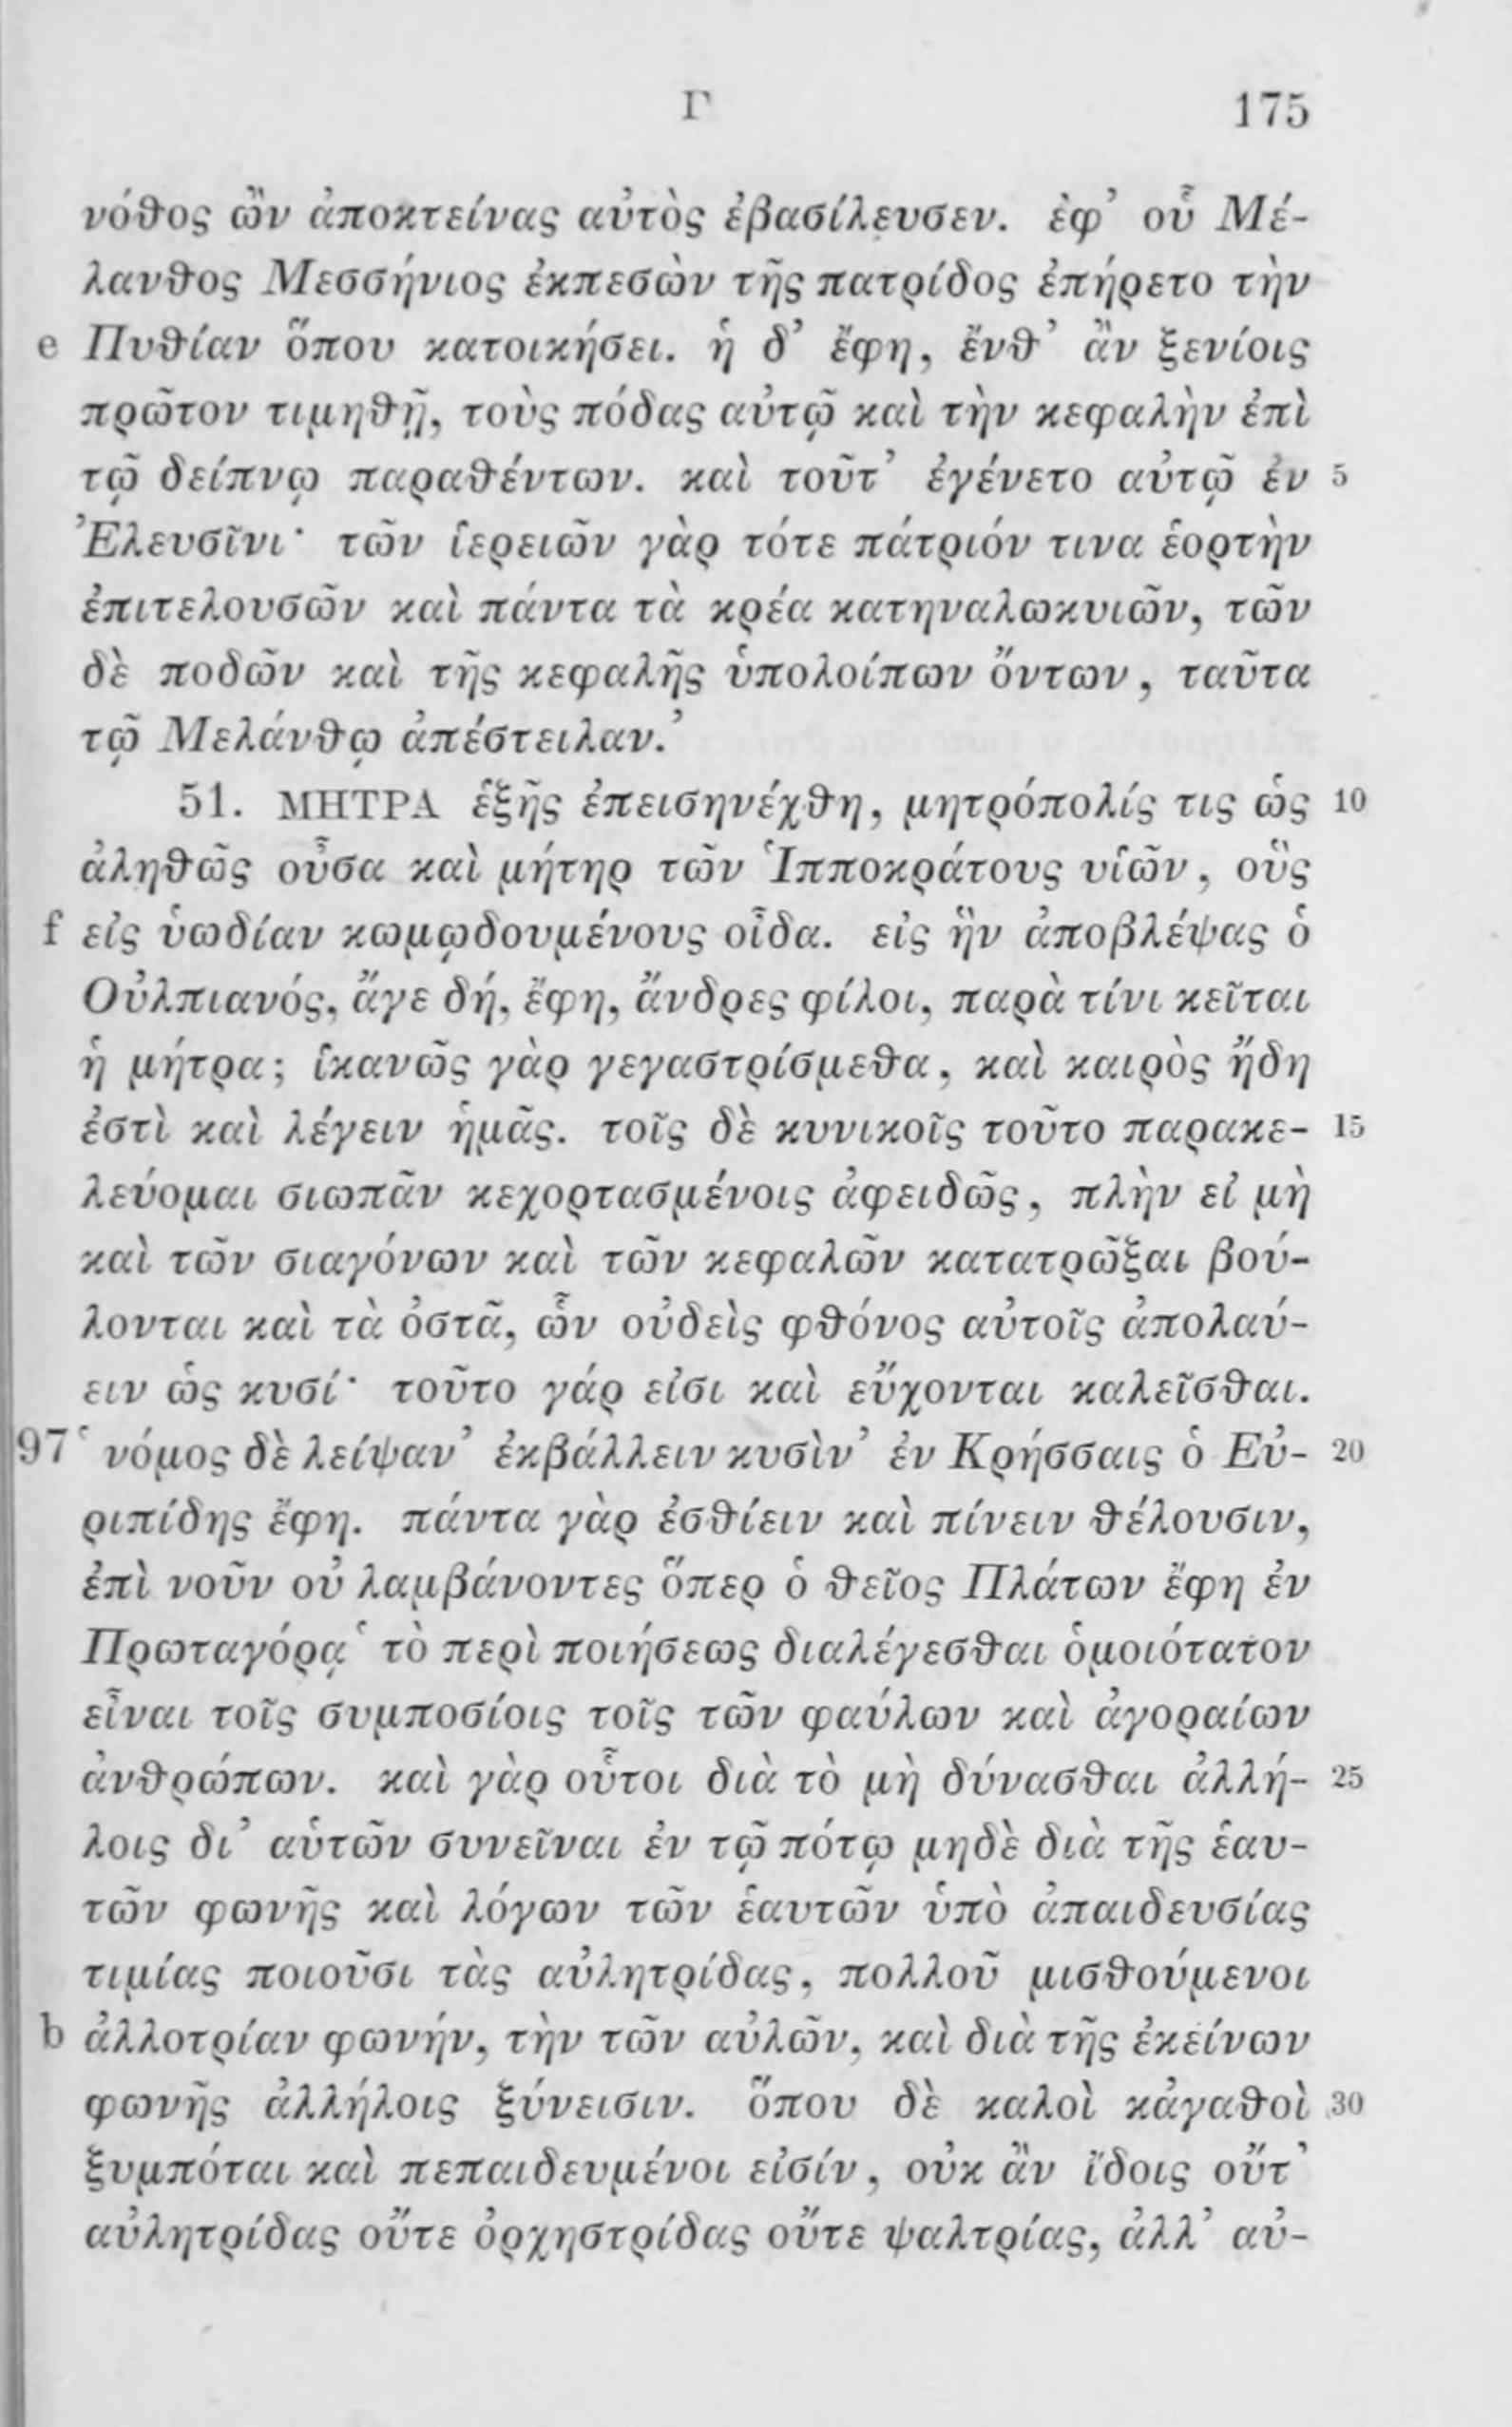 Γ 175
νόθος ὢν ἀποκτείνας αὐτὸς ἐβασίλευσεν. ἐφ’ οὗ Μέ-
λανθος Μεσσήνιος ἐκπεσὼν τῆς πατρίδος ἐπήρετο τὴν
e Πυθίαν ὅπου κατοικήσει. ἡ δ’ ἔφη, ἔνθ’ ἂν ξενίοις
πρῶτον τιμηθῇ, τοὺς πόδας αὐτῷ καὶ τὴν κεφαλὴν ἐπὶ
τῷ δείπνῳ παραθέντων. καὶ τοῦτ’ ἐγένετο αὐτῷ ἐν 5
Ἐλευσῖνι· τῶν ἱερειῶν γὰρ τότε πάτριόν τινα ἑορτὴν
ἐπιτελουσῶν καὶ πάντα τὰ κρέα κατηναλωκυιῶν, τῶν
δὲ ποδῶν καὶ τῆς κεφαλῆς ὑπολοίπων ὄντων, ταῦτα
τῷ Μελάνθῳ ἀπέστειλαν.’
51. ΜΗΤΡΑ ἑξῆς ἐπεισηνέχθη, μητρόπολίς τις ὡς 10
ἀληθῶς οὖσα καὶ μήτηρ τῶν Ἱπποκράτους υἱῶν, οὓς
f εἰς ὑωδίαν κωμῳδουμένους οἶδα. εἰς ἣν ἀποβλέψας ὁ
Οὐλπιανός, ἄγε δή, ἔφη, ἄνδρες φίλοι, παρὰ τίνι κεῖται
ἡ μήτρα; ἱκανῶς γὰρ γεγαστρίσμεθα, καὶ καιρὸς ἤδη
ἐστὶ καὶ λέγειν ἡμᾶς. τοῖς δὲ κυνικοῖς τοῦτο παρακε- 15
λεύομαι σιωπᾶν κεχορτασμένοις ἀφειδῶς, πλὴν εἰ μὴ
καὶ τῶν σιαγόνων καὶ τῶν κεφαλῶν κατατρῶξαι βού-
λονται καὶ τὰ ὀστᾶ, ὧν οὐδεὶς φθόνος αὐτοῖς ἀπολαύ-
ειν ὡς κυσί· τοῦτο γάρ εἰσι καὶ εὔχονται καλεῖσθαι.
97 ‘νόμος δὲ λείψαν’ ἐκβάλλειν κυσὶν’ ἐν Κρήσσαις ὁ Εὐ- 20
ριπίδης ἔφη. πάντα γὰρ ἐσθίειν καὶ πίνειν θέλουσιν,
ἐπὶ νοῦν οὐ λαμβάνοντες ὅπερ ὁ θεῖος Πλάτων ἔφη ἐν
Πρωταγόρᾳ ‘τὸ περὶ ποιήσεως διαλέγεσθαι ὁμοιότατον
εἶναι τοῖς συμποσίοις τοῖς τῶν φαύλων καὶ ἀγοραίων
ἀνθρώπων. καὶ γὰρ οὗτοι διὰ τὸ μὴ δύνασθαι ἀλλή- 25
λοις δι’ αὑτῶν συνεῖναι ἐν τῷ πότῳ μηδὲ διὰ τῆς ἑαυ-
τῶν φωνῆς καὶ λόγων τῶν ἑαυτῶν ὑπὸ ἀπαιδευσίας
τιμίας ποιοῦσι τὰς αὐλητρίδας, πολλοῦ μισθούμενοι
b ἀλλοτρίαν φωνήν, τὴν τῶν αὐλῶν, καὶ διὰ τῆς ἐκείνων
φωνῆς ἀλλήλοις ξύνεισιν. ὅπου δὲ καλοὶ κἀγαθοὶ 30
ξυμπόται καὶ πεπαιδευμένοι εἰσίν, οὐκ ἂν ἴδοις οὔτ’
αὐλητρίδας οὔτε ὀρχηστρίδας οὔτε ψαλτρίας, ἀλλ’ αὐ-